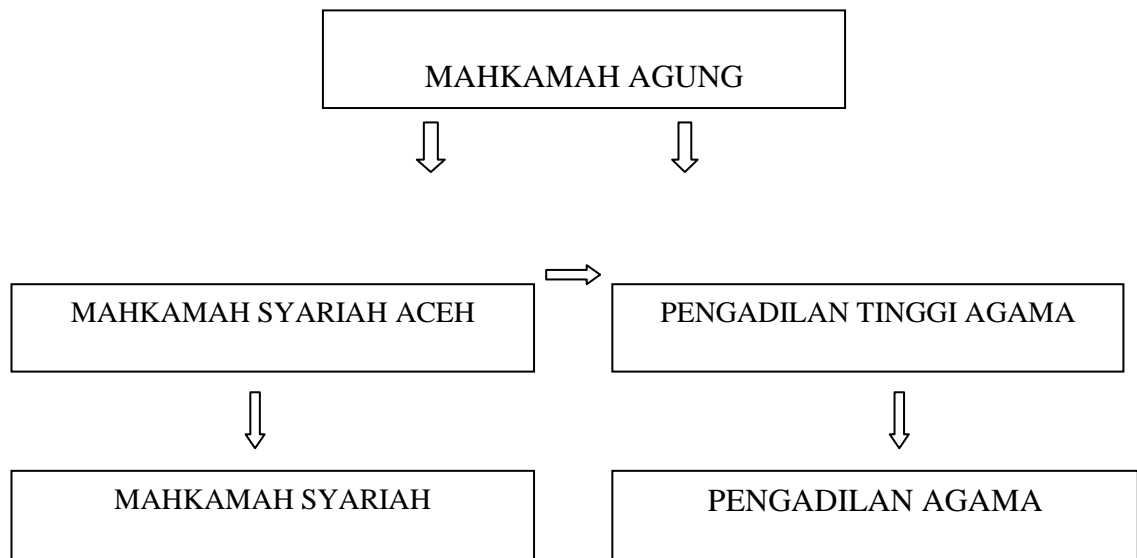 MAHKAMAH AGUNG
MAHKAMAH SYARIAH ACEH
PENGADILAN TINGGI AGAMA
MAHKAMAH SYARIAH
PENGADILAN AGAMA